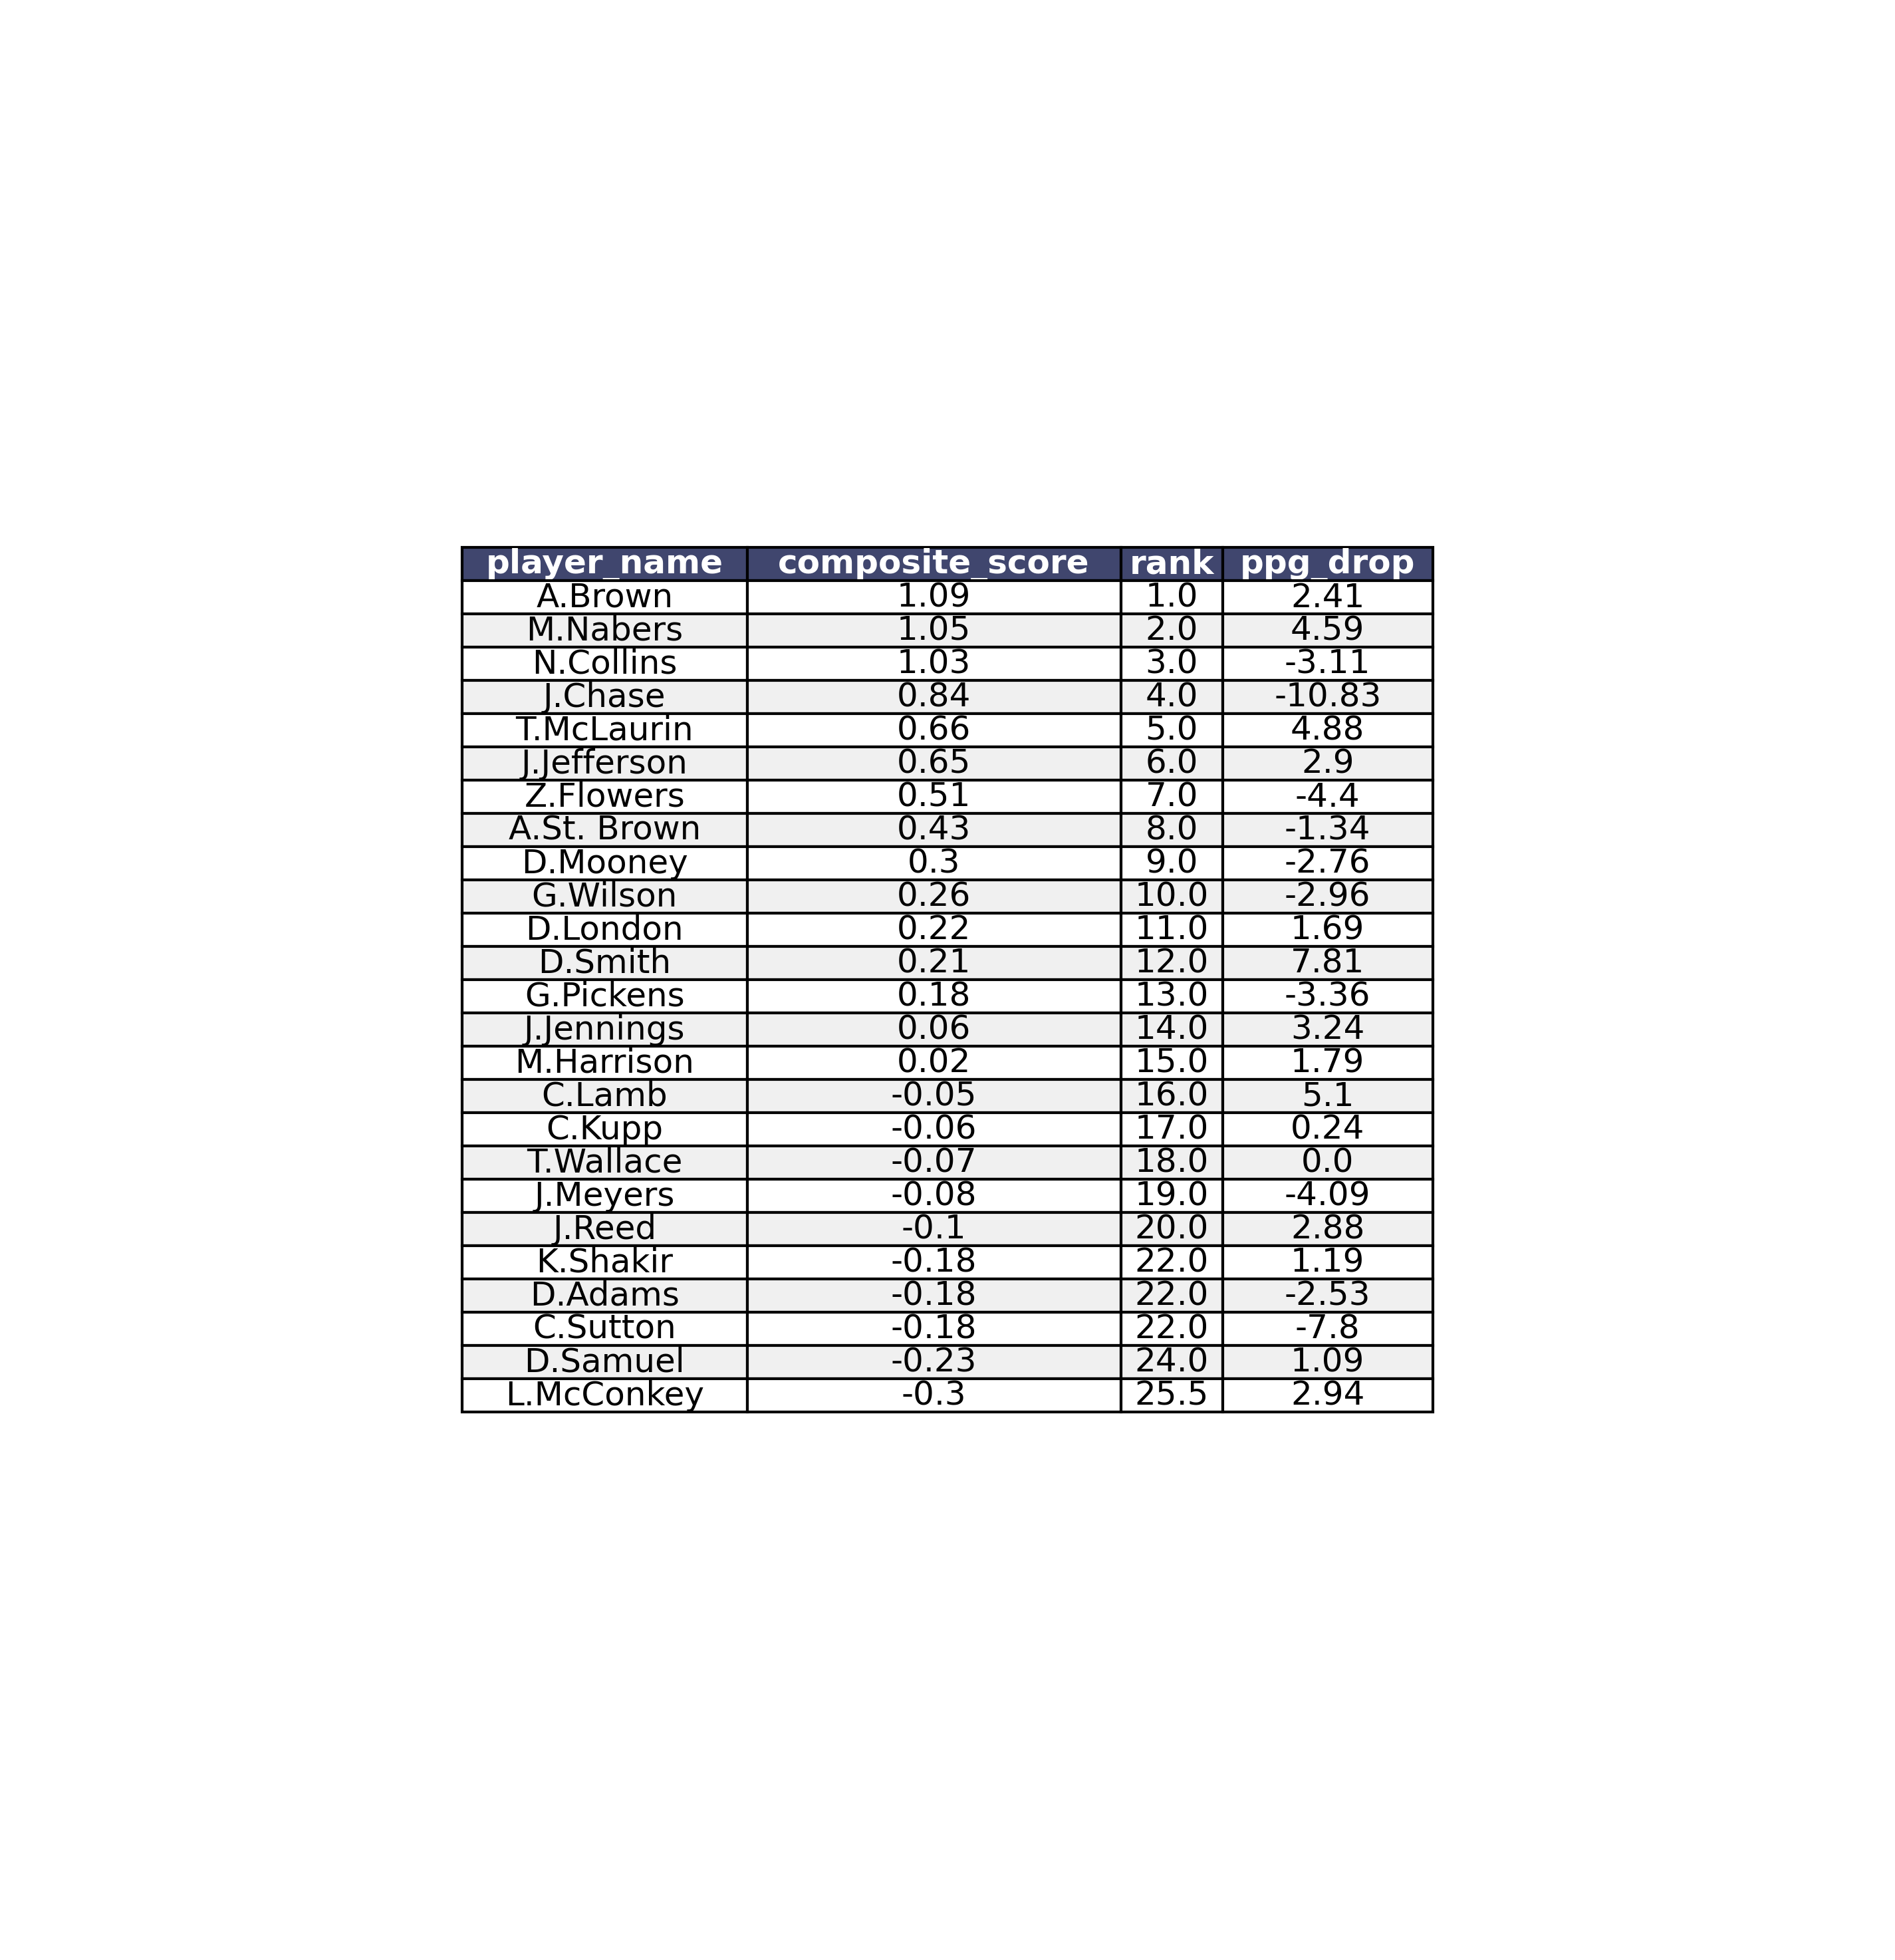 player_name composite_score rank ppg_drop
A.Brown 1.09 1.0 2.41
M.Nabers 1.05 2.0 4.59
N.Collins 1.03 3.0 -3.11
J.Chase 0.84 4.0 -10.83
T.McLaurin 0.66 5.0 4.88
J.Jefferson 0.65 6.0 2.9
Z.Flowers 0.51 7.0 -4.4
A.St. Brown 0.43 8.0 -1.34
D.Mooney 0.3 9.0 -2.76
G.Wilson 0.26 10.0 -2.96
D.London 0.22 11.0 1.69
D.Smith 0.21 12.0 7.81
G.Pickens 0.18 13.0 -3.36
J.Jennings 0.06 14.0 3.24
M.Harrison 0.02 15.0 1.79
C.Lamb -0.05 16.0 5.1
C.Kupp -0.06 17.0 0.24
T.Wallace -0.07 18.0 0.0
J.Meyers -0.08 19.0 -4.09
J.Reed -0.1 20.0 2.88
K.Shakir -0.18 22.0 1.19
D.Adams -0.18 22.0 -2.53
C.Sutton -0.18 22.0 -7.8
D.Samuel -0.23 24.0 1.09
L.McConkey -0.3 25.5 2.94